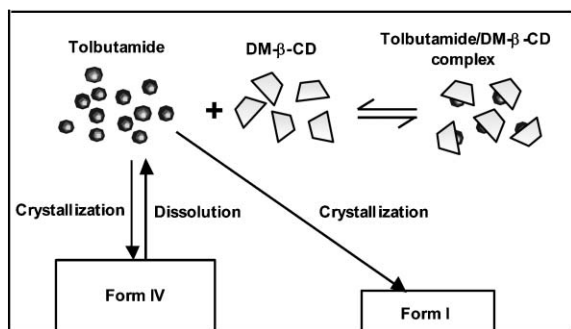 Tolbutamide
DM-β-CD
Tolbutamide/DM-β-CD
complex
+
Crystallization
Dissolution
Crystallization
Form IV
Form I